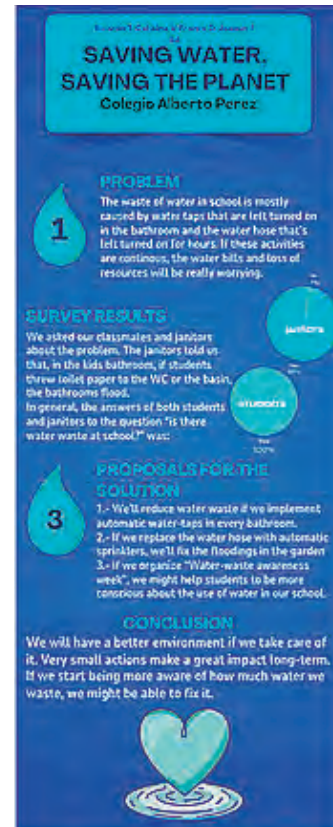 SAVING WATER,
SAVING THE PLANET
Colegio Alberto Perez
PROBLEM
1
The waste of water in school is mostly
caused by water taps that are left turned on
in the bathroom and the water hose that's
left turned on for hours. If these activities
are continous, the water bills and loss of
resources will be really worrying.
SURVEY RESULTS
We asked our classmates and janitors
about the problem. The janitors told us
that, in the kids bathroom, if students
threw toilet paper to the WC or the basin,
the bathrooms flood.
In general, the answers of both students
and janitors to the question "is there
water waste at school?" was:
janitors
students
100%
PROPOSALS FOR THE
SOLUTION
3
1.- We'll reduce water waste if we implement
automatic water-taps in every bathroom.
2.- If we replace the water hose with automatic
sprinklers, we'll fix the floodings in the garden
3.- If we organize "Water-waste awareness
week", we might help students to be more
conscious about the use of water in our school.
CONCLUSION
We will have a better environment if we take care of
it. Very small actions make a great impact long-term.
If we start being more aware of how much water we
waste, we might be able to fix it.